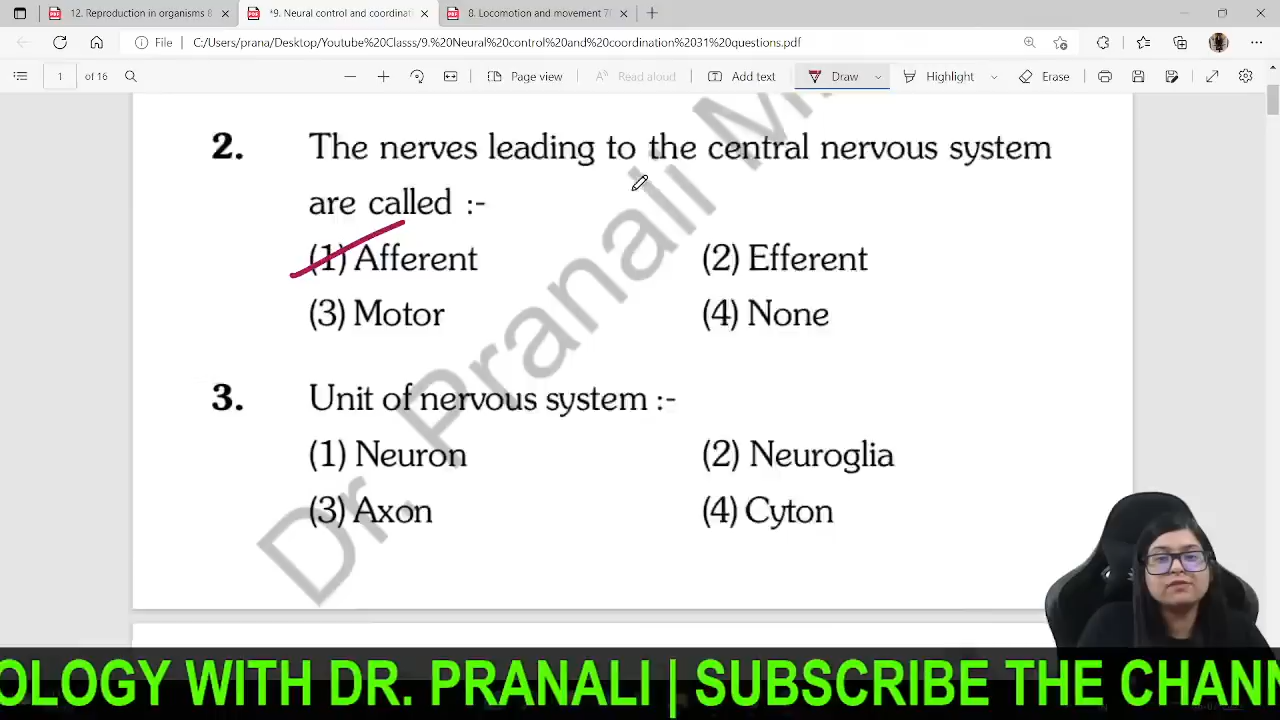 12. Reproduction in organisms 8
*9. Neural control and coordinati
8. Locomotion and movement 7
File
C:/Users/prana/Desktop/Youtube%20Classs/9.%20Neural%20control%20and%20coordination%2031%20questions.pdf
1 of 16
Page view
Read aloud
Add text
Draw
Highlight
Erase
2. The nerves leading to the central nervous system
are called :-
(1) Afferent (2) Efferent
(3) Motor (4) None
3. Unit of nervous system :-
(1) Neuron (2) Neuroglia
(3) Axon (4) Cyton
Dr. Pranali
OLOGY WITH DR. PRANALI | SUBSCRIBE THE CHANN